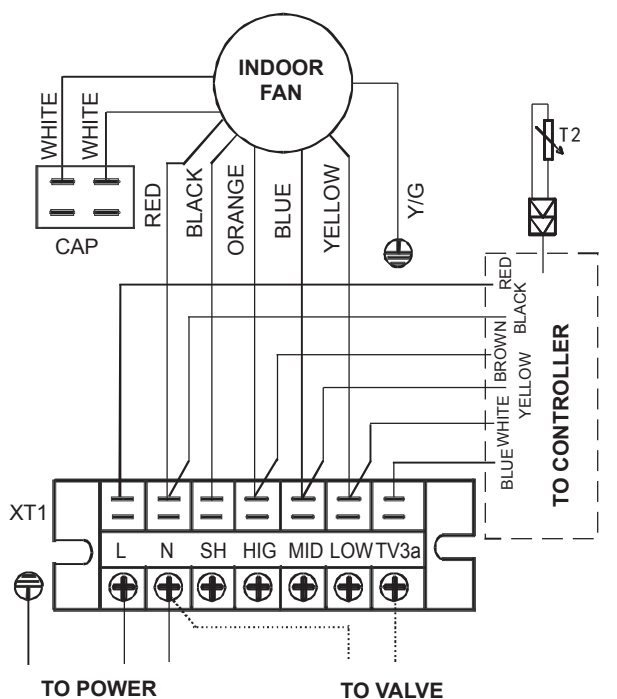 INDOOR
FAN
WHITE
WHITE
CAP
RED
BLACK
ORANGE
BLUE
YELLOW
Y/G
T2
RED
BLACK
BROWN
YELLOW
WHITE
BLUE
TO CONTROLLER
XT1
L N SH HIG MID LOW TV3a
TO POWER
TO VALVE